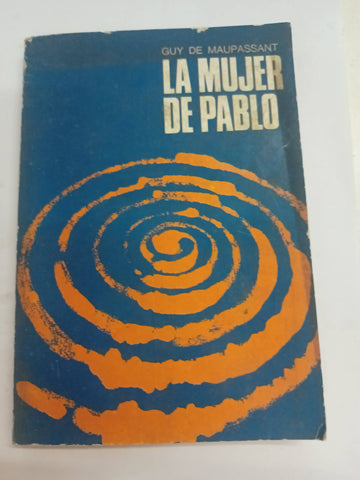 GUY DE MAUPASSANT
LA MUJER
DE PABLO